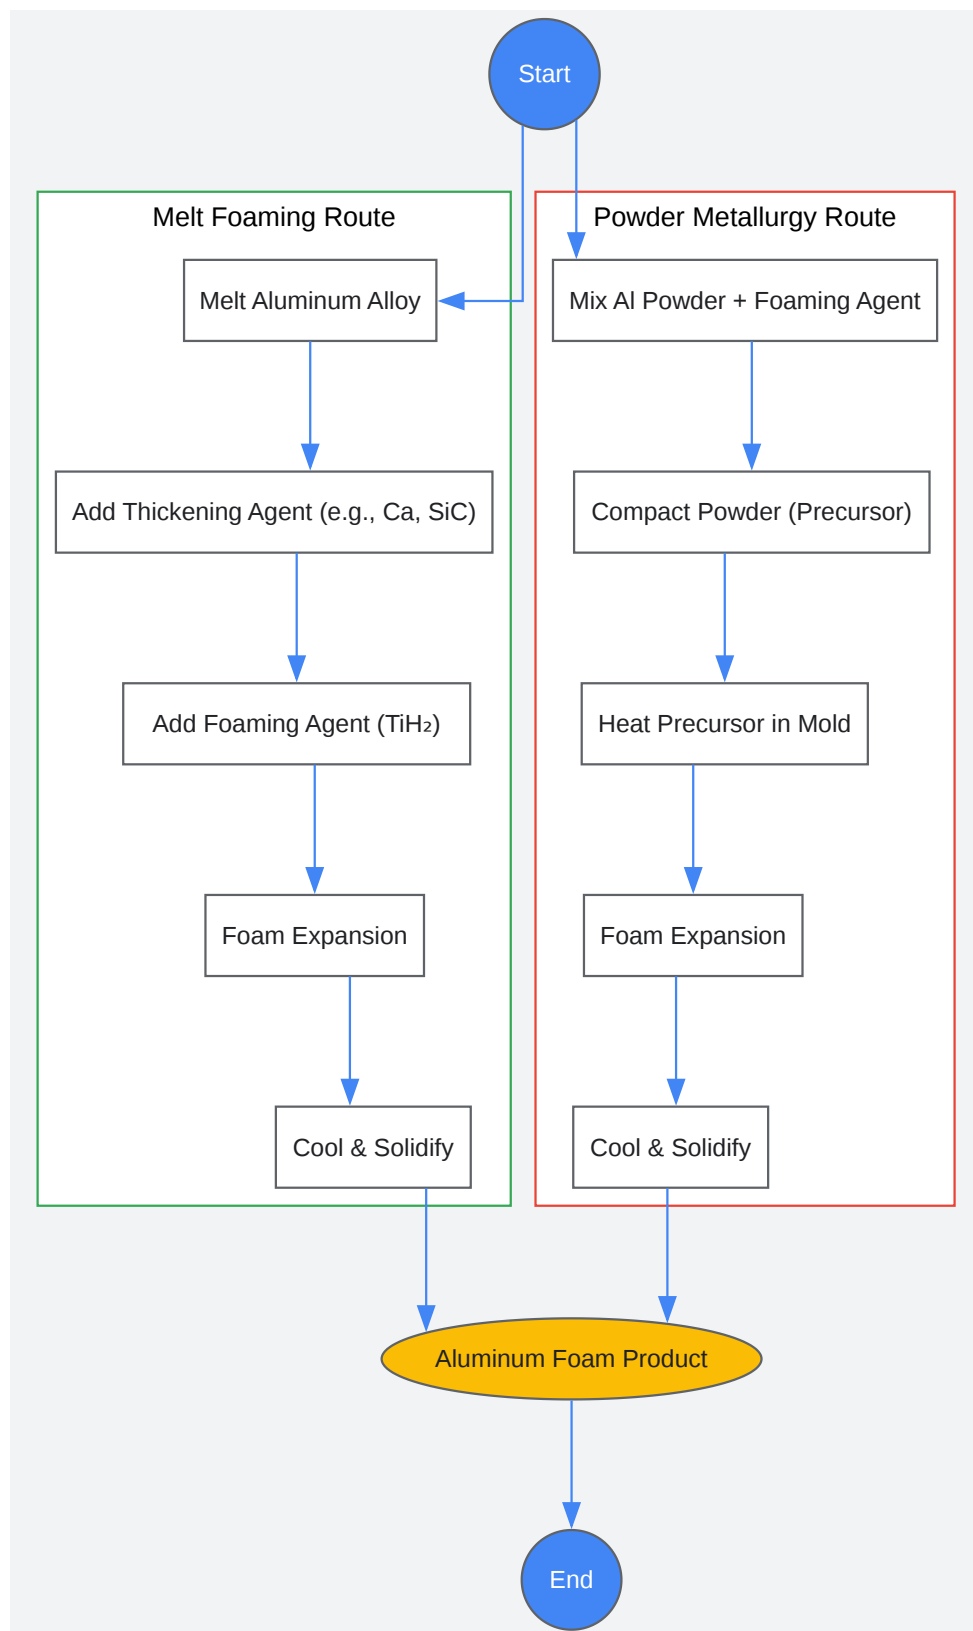 Start
Melt Foaming Route
Melt Aluminum Alloy
Add Thickening Agent (e.g., Ca, SiC)
Add Foaming Agent (TiH₂)
Foam Expansion
Cool & Solidify
Powder Metallurgy Route
Mix Al Powder + Foaming Agent
Compact Powder (Precursor)
Heat Precursor in Mold
Foam Expansion
Cool & Solidify
Aluminum Foam Product
End